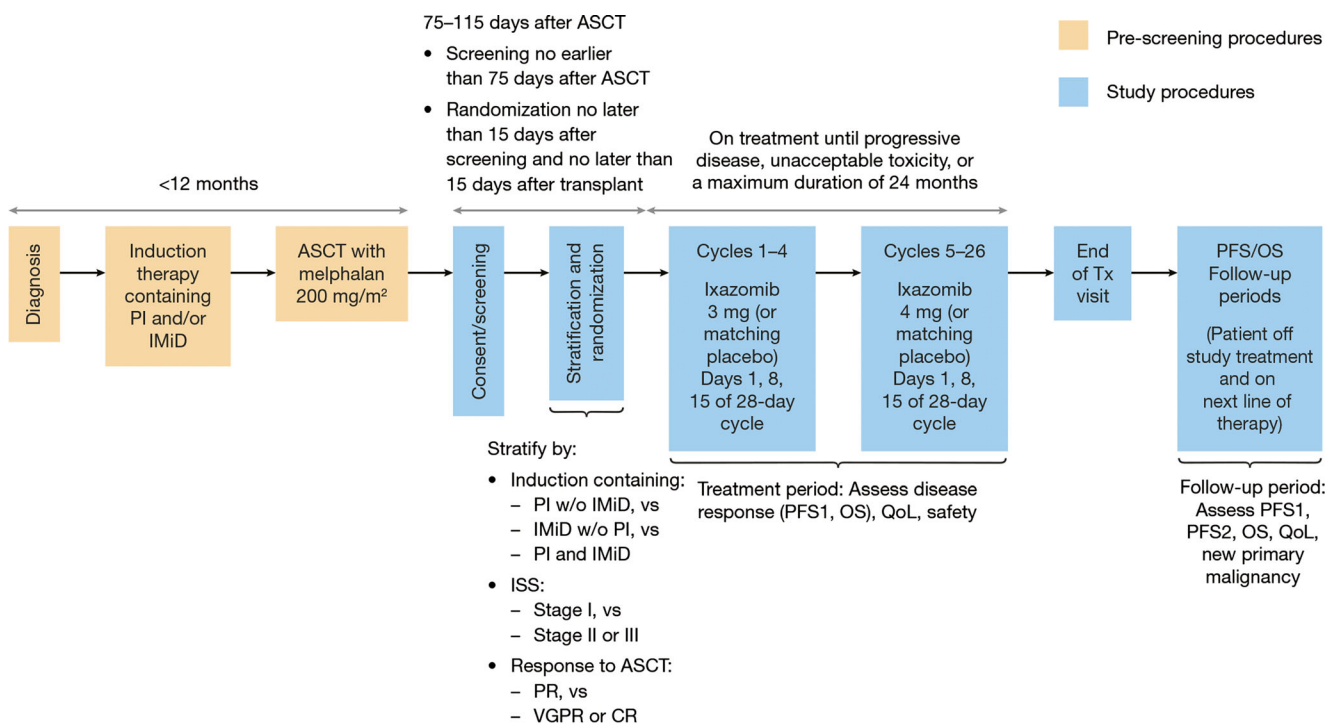 75–115 days after ASCT
• Screening no earlier
than 75 days after ASCT
• Randomization no later
than 15 days after
screening and no later than
15 days after transplant
Pre-screening procedures
Study procedures
<12 months
On treatment until progressive
disease, unacceptable toxicity, or
a maximum duration of 24 months
Diagnosis
Induction
therapy
containing
PI and/or
IMiD
ASCT with
melphalan
200 mg/m²
Consent/screening
Stratification and
randomization
Cycles 1–4
Ixazomib
3 mg (or
matching
placebo)
Days 1, 8,
15 of 28-day
cycle
Cycles 5–26
Ixazomib
4 mg (or
matching
placebo)
Days 1, 8,
15 of 28-day
cycle
End
of Tx
visit
PFS/OS
Follow-up
periods
(Patient off
study treatment
and on
next line of
therapy)
Stratify by:
• Induction containing:
– PI w/o IMiD, vs
– IMiD w/o PI, vs
– PI and IMiD
• ISS:
– Stage I, vs
– Stage II or III
• Response to ASCT:
– PR, vs
– VGPR or CR
Treatment period: Assess disease
response (PFS1, OS), QoL, safety
Follow-up period:
Assess PFS1,
PFS2, OS, QoL,
new primary
malignancy